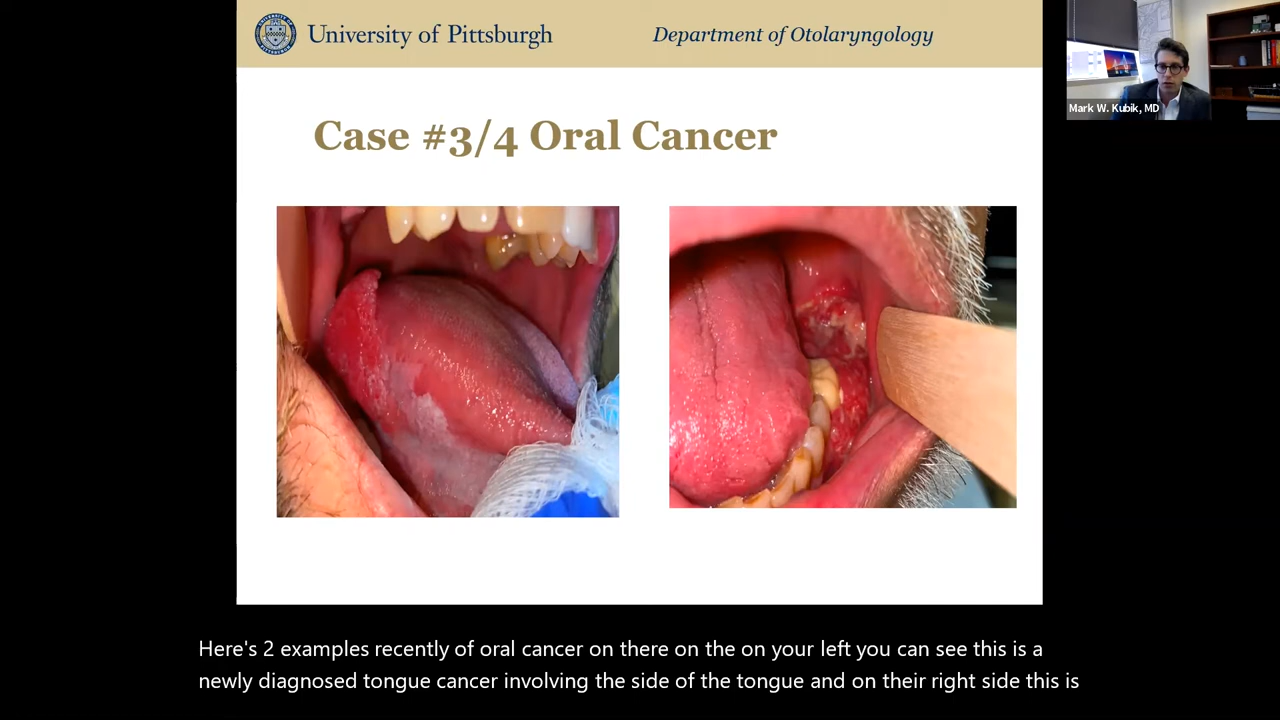 University of Pittsburgh
Department of Otolaryngology
Mark W. Kubik, MD
Case #3/4 Oral Cancer
Here's 2 examples recently of oral cancer on there on the on your left you can see this is a
newly diagnosed tongue cancer involving the side of the tongue and on their right side this is